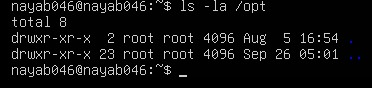 nayab046@nayab046:~$ ls -la /opt
total 8
drwxr-xr-x  2 root root 4096 Aug  5 16:54 .
drwxr-xr-x 23 root root 4096 Sep 26 05:01 ..
nayab046@nayab046:~$ _